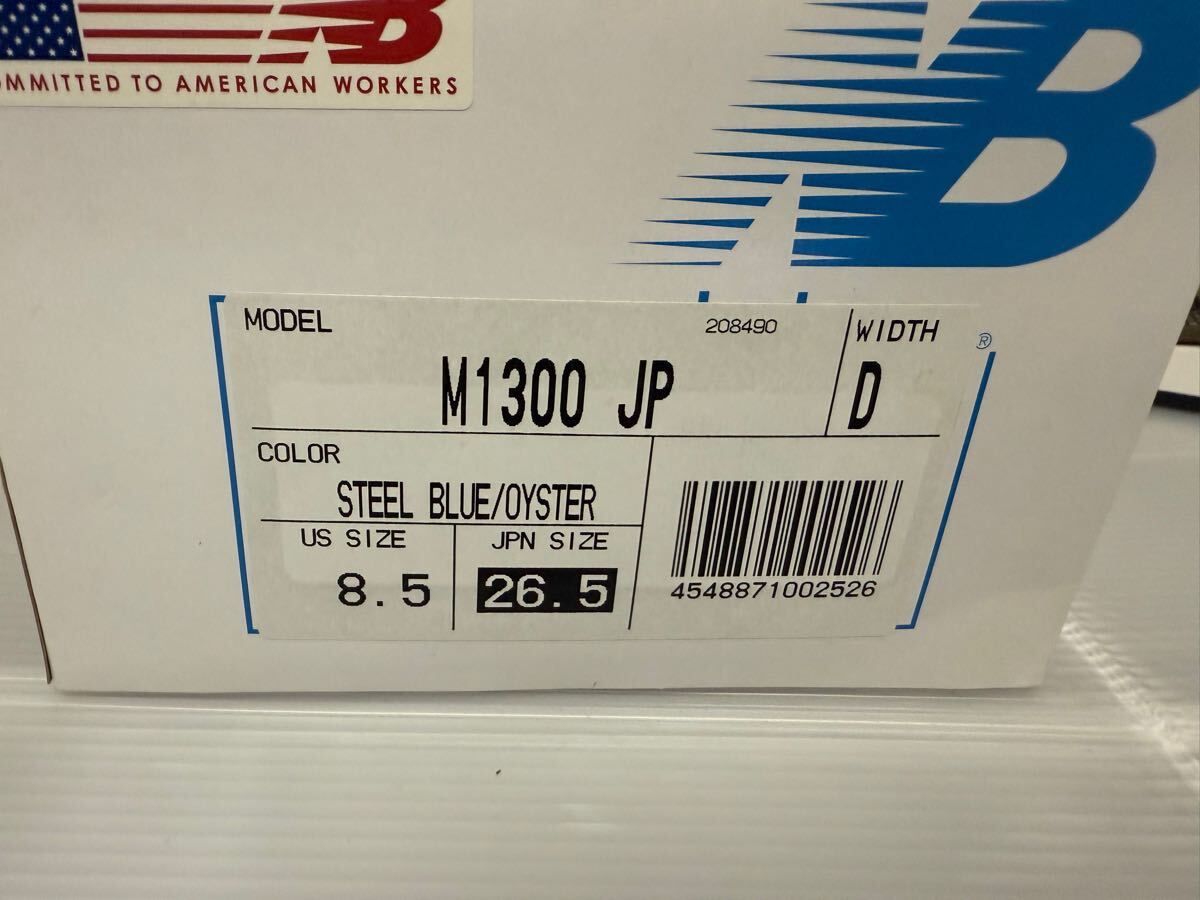 COMMITTED TO AMERICAN WORKERS
MODEL
208490
WIDTH
M1300 JP
D
COLOR
STEEL BLUE/OYSTER
US SIZE
JPN SIZE
8.5
26.5
4548871002526
®